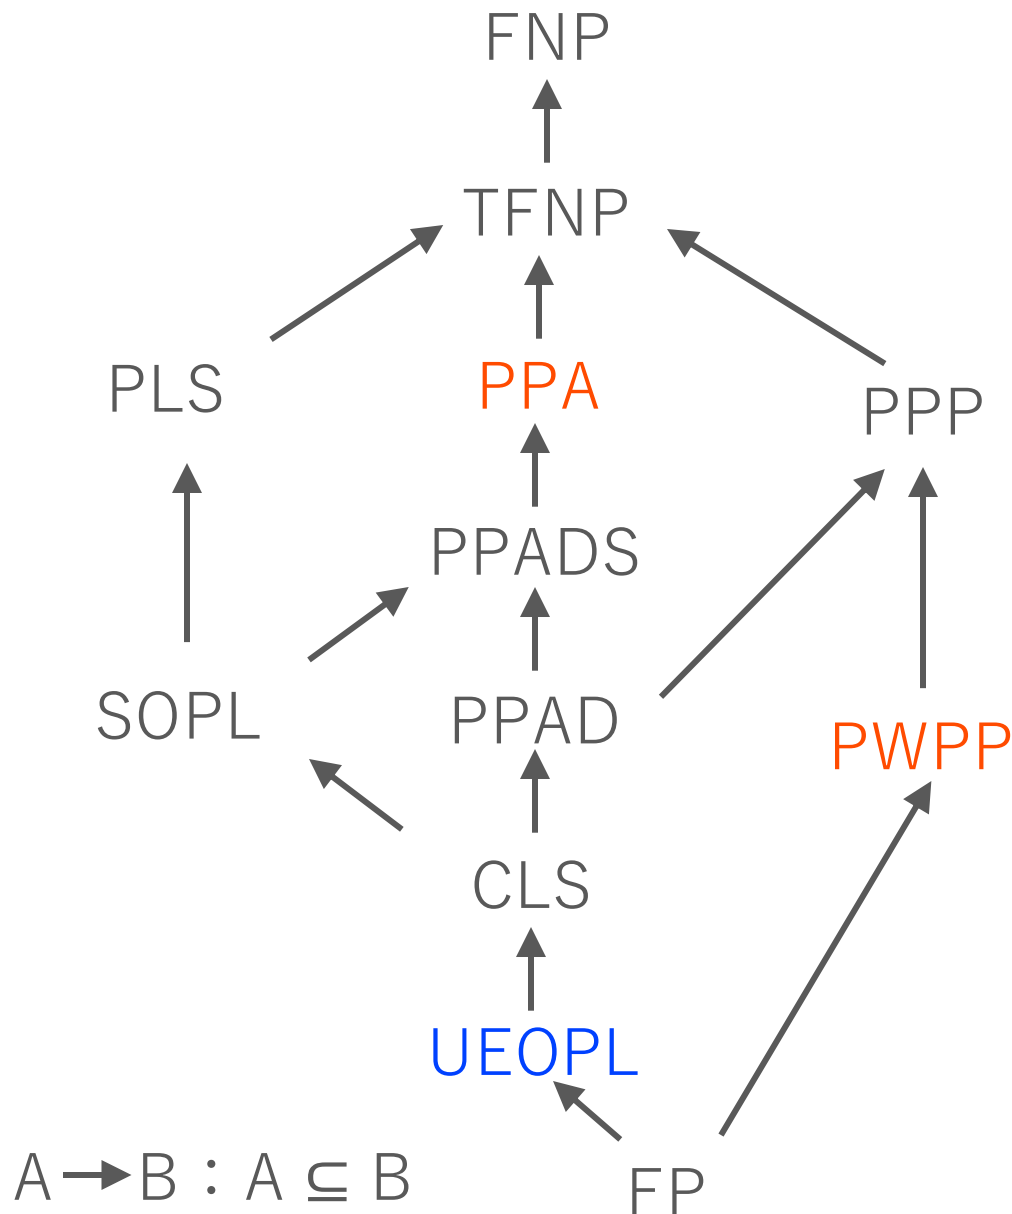 FNP
TFNP
PLS
PPA
PPP
PPADS
SOPL
PPAD
PWPP
CLS
UEOPL
FP
A → B : A ⊆ B